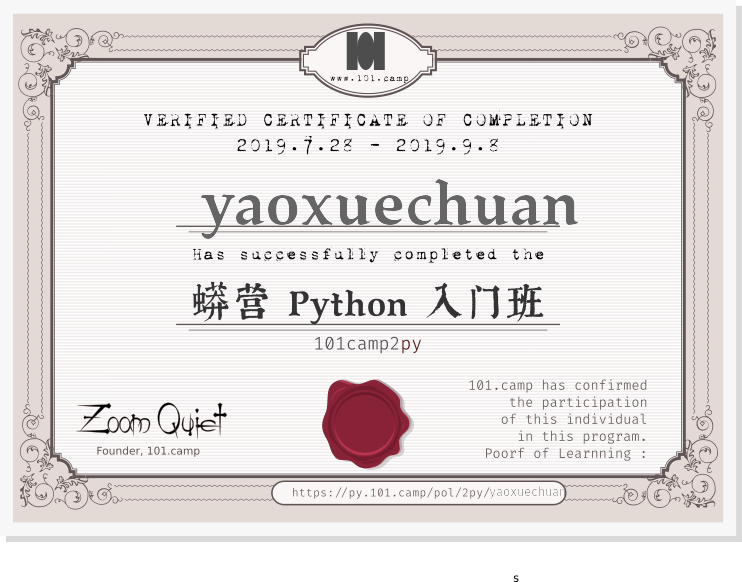 www.101.camp
VERIFIED CERTIFICATE OF COMPLETION
2019.7.28 - 2019.9.8
yaoxuechuan
Has successfully completed the
蟒营 Python 入门班
101camp2py
101.camp has confirmed
the participation
of this individual
in this program.
Poorf of Learnning :
Zoom Quiet
Founder, 101.camp
https://py.101.camp/pol/2py/yaoxuechuan
s